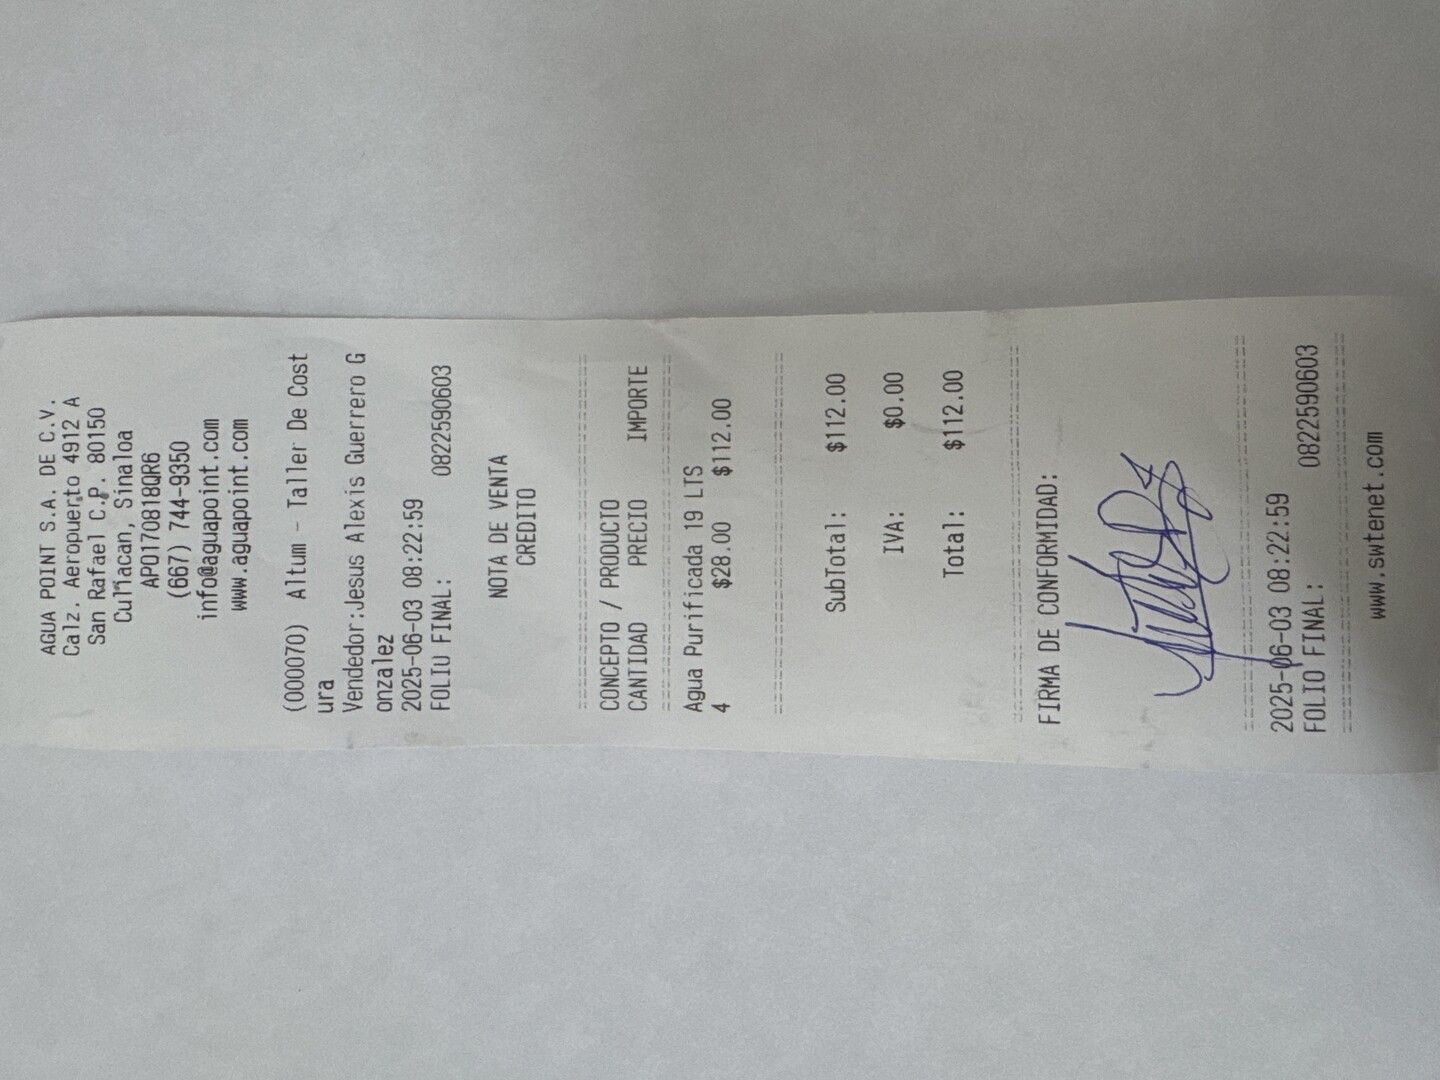 AGUA POINT S.A. DE C.V.
Calz. Aeropuerto 4912 A
San Rafael C.P. 80150
Culiacan, Sinaloa
APO170818QR6
(667) 744-9350
info@aguapoint.com
www.aguapoint.com
(000070) Altum - Taller De Cost
ura
Vendedor:Jesus Alexis Guerrero G
onzalez
2025-06-03 08:22:59
FOLIO FINAL: 0822590603
NOTA DE VENTA
CREDITO
CONCEPTO / PRODUCTO
CANTIDAD PRECIO IMPORTE
Agua Purificada 19 LTS
4 $28.00 $112.00
SubTotal: $112.00
IVA: $0.00
Total: $112.00
FIRMA DE CONFORMIDAD:
2025-06-03 08:22:59
FOLIO FINAL: 0822590603
www.swtenet.com